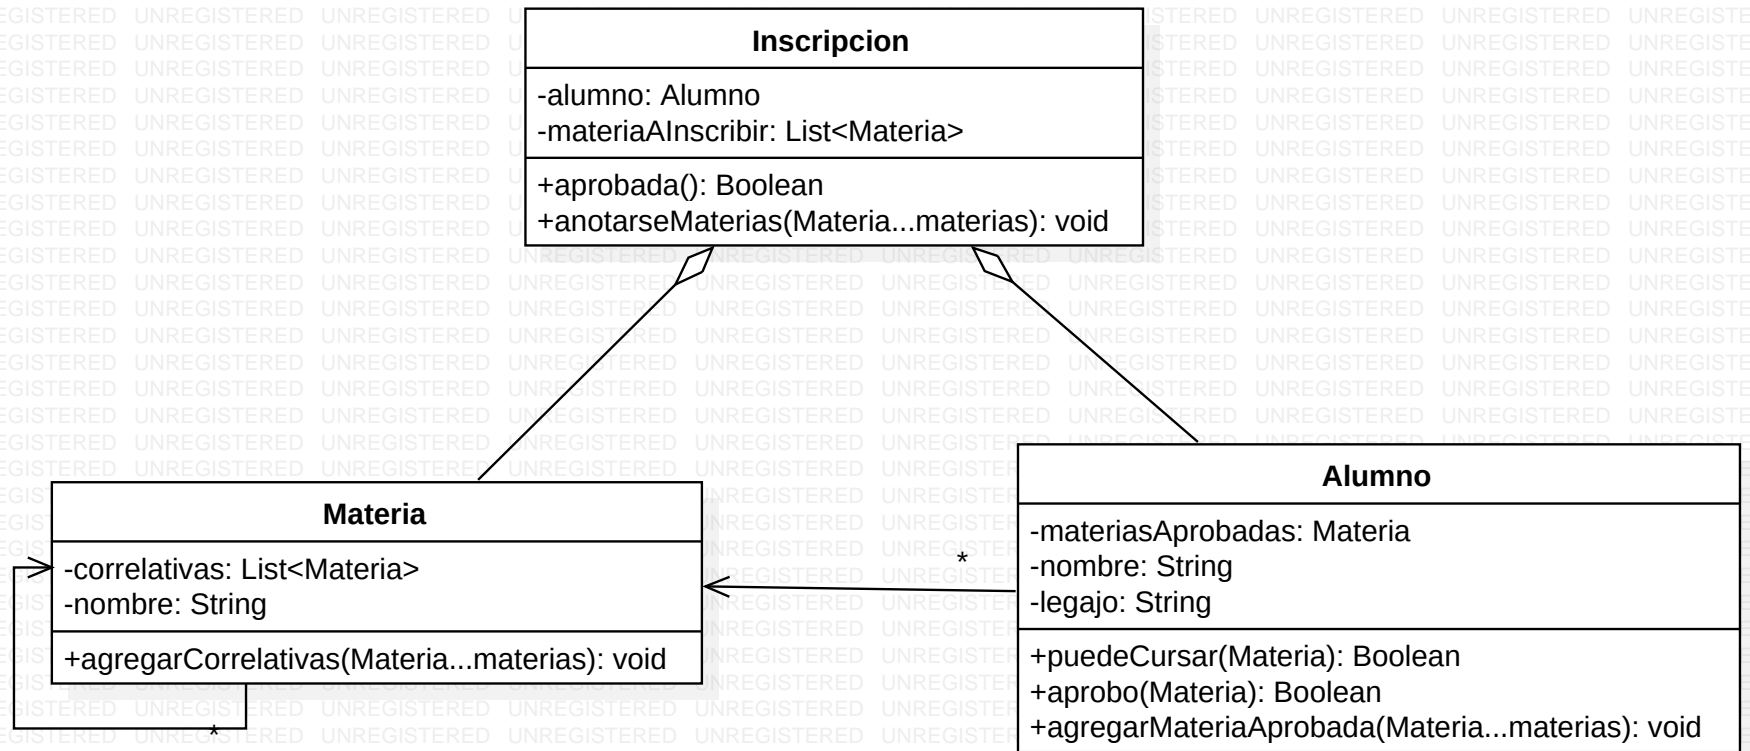 Inscripcion
-alumno: Alumno
-materiaAInscribir: List<Materia>
+aprobada(): Boolean
+anotarseMaterias(Materia...materias): void
Materia
-correlativas: List<Materia>
-nombre: String
+agregarCorrelativas(Materia...materias): void
*
*
Alumno
-materiasAprobadas: Materia
-nombre: String
-legajo: String
+puedeCursar(Materia): Boolean
+aprobo(Materia): Boolean
+agregarMateriaAprobada(Materia...materias): void
UNREGISTERED